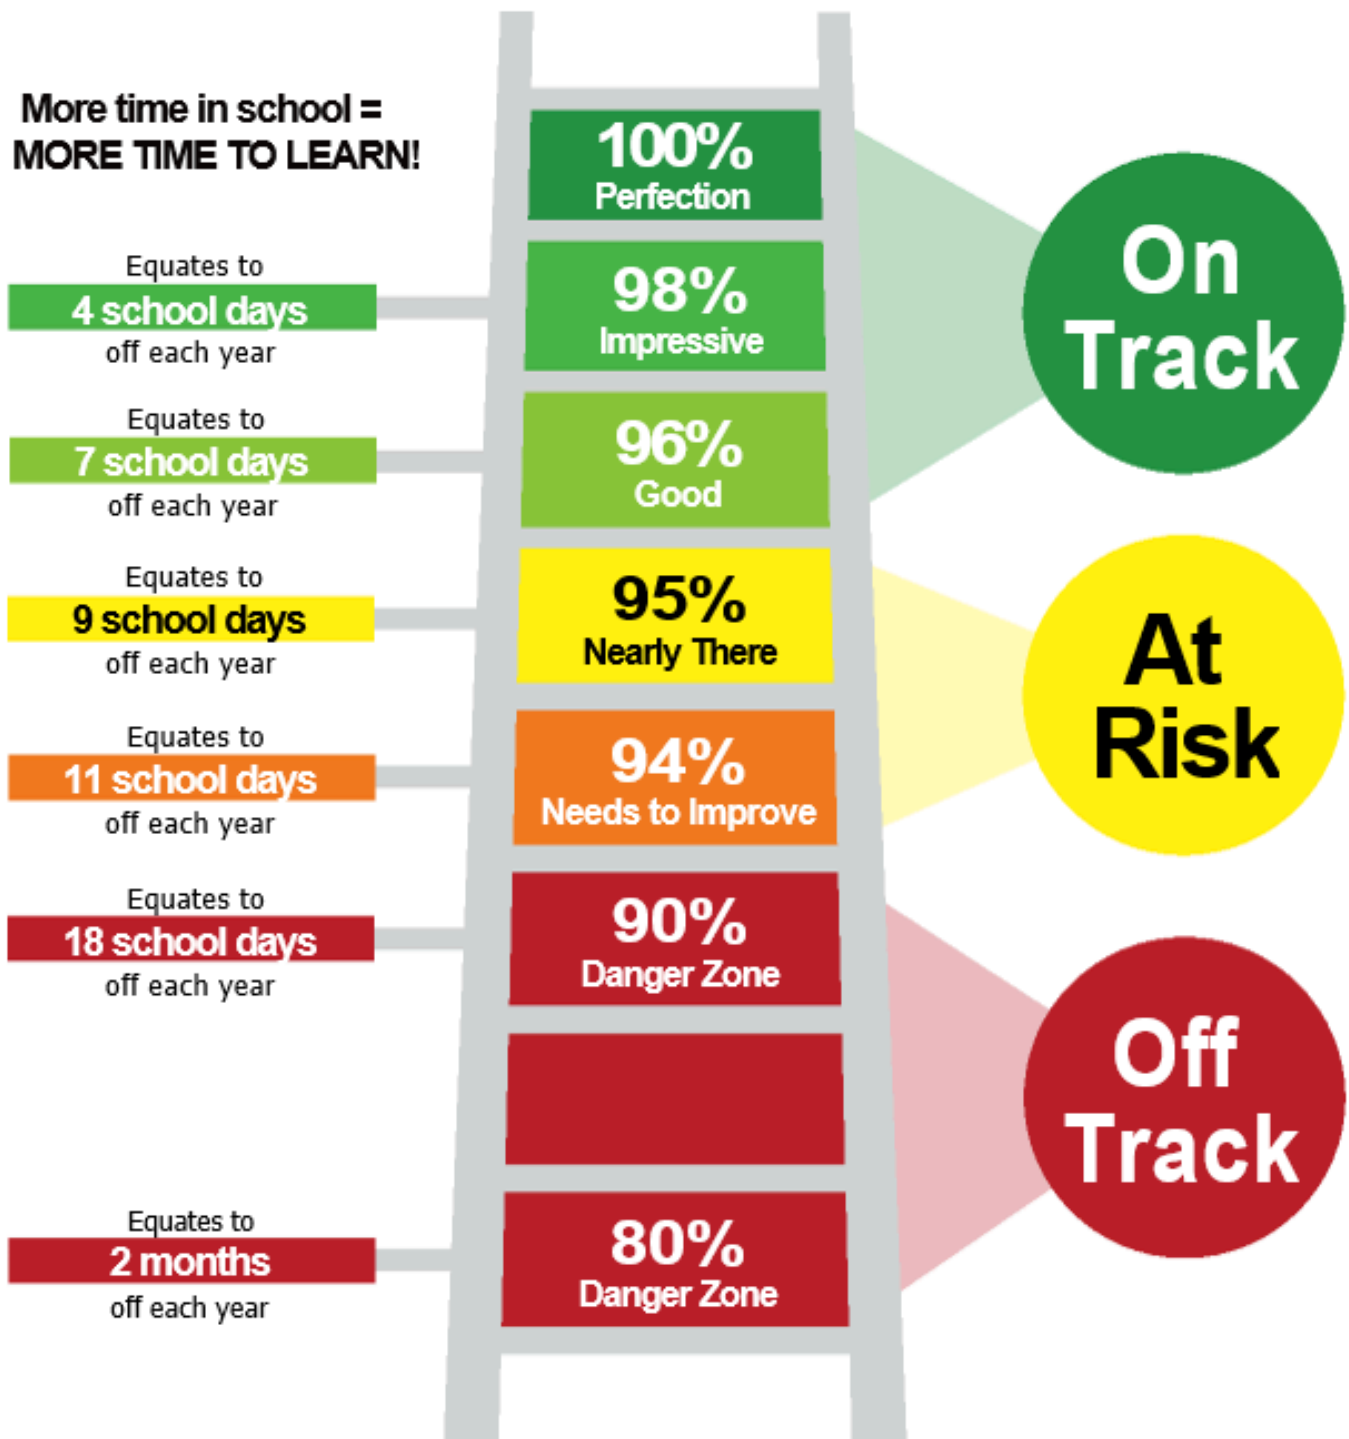 More time in school =
MORE TIME TO LEARN!
100%
Perfection
Equates to
4 school days
off each year
98%
Impressive
On
Track
Equates to
7 school days
off each year
96%
Good
Equates to
9 school days
off each year
95%
Nearly There
At
Risk
Equates to
11 school days
off each year
94%
Needs to Improve
Equates to
18 school days
off each year
90%
Danger Zone
Off
Track
Equates to
2 months
off each year
80%
Danger Zone